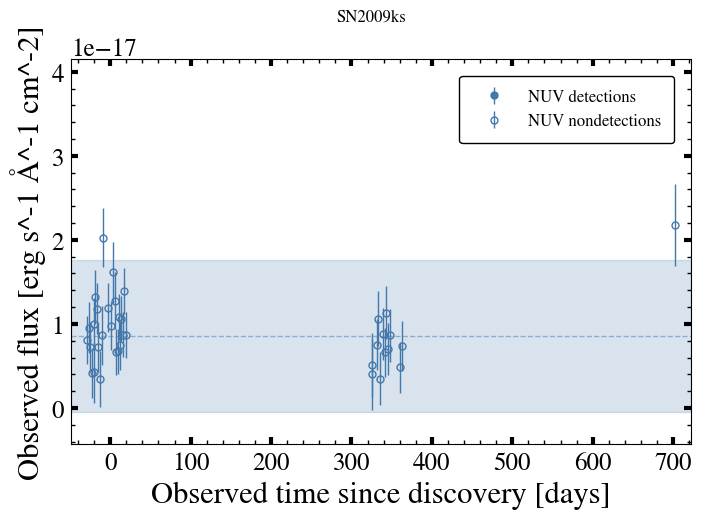 SN2009ks
1e−17
Observed flux [erg s^-1 Å^-1 cm^-2]
4
3
2
1
0
NUV detections
NUV nondetections
0 100 200 300 400 500 600 700
Observed time since discovery [days]